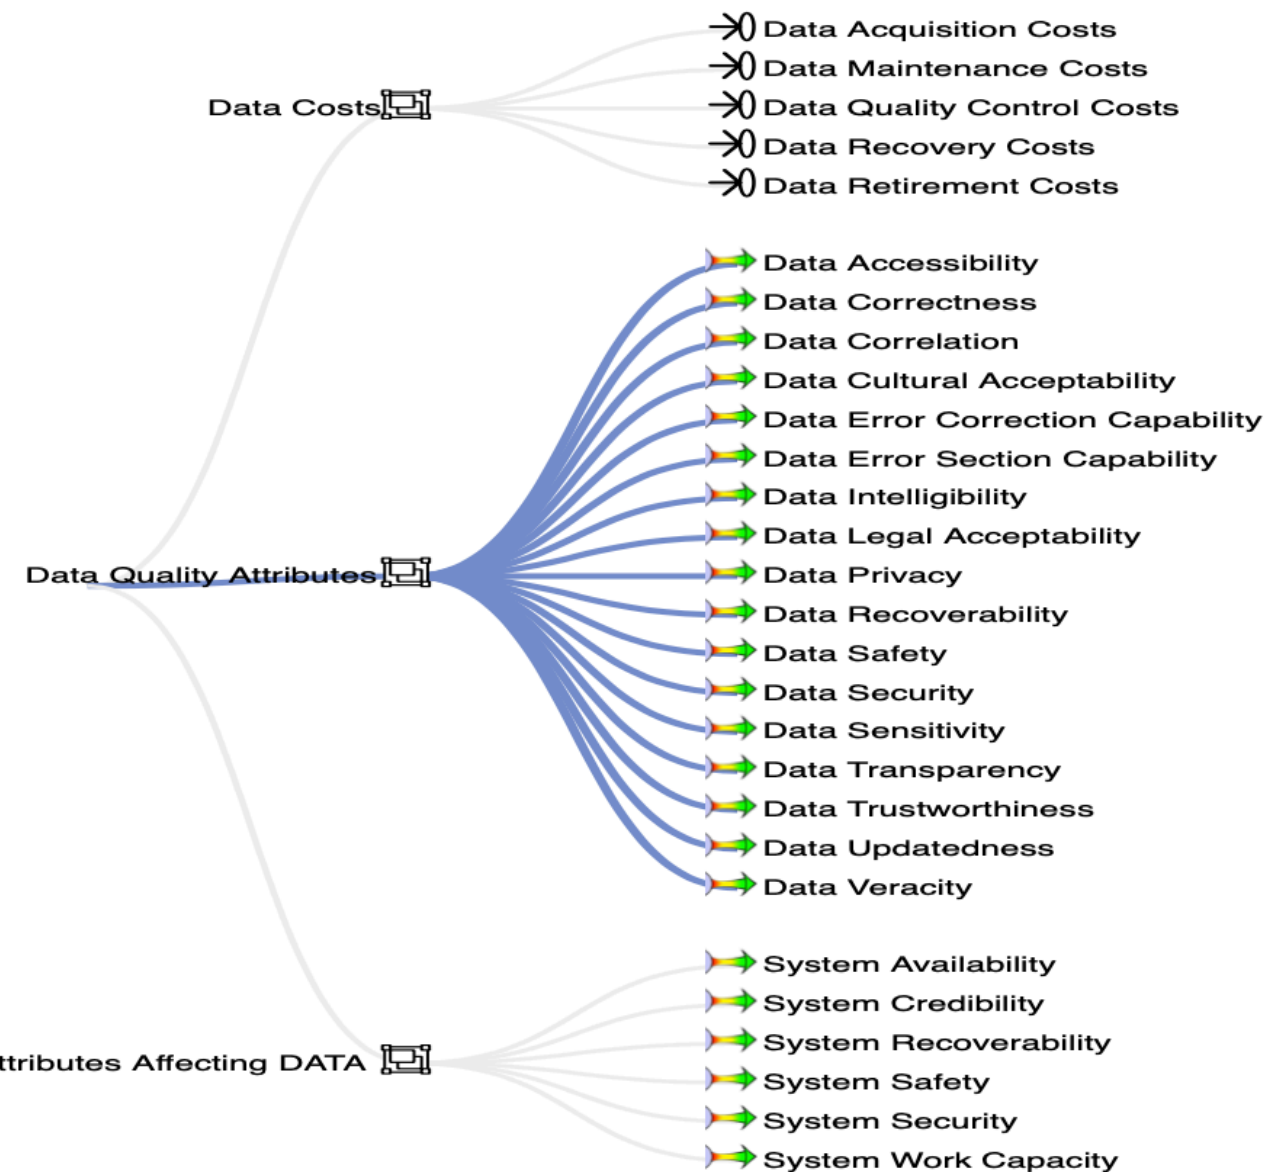 Data Costs
Data Acquisition Costs
Data Maintenance Costs
Data Quality Control Costs
Data Recovery Costs
Data Retirement Costs
Data Quality Attributes
Data Accessibility
Data Correctness
Data Correlation
Data Cultural Acceptability
Data Error Correction Capability
Data Error Section Capability
Data Intelligibility
Data Legal Acceptability
Data Privacy
Data Recoverability
Data Safety
Data Security
Data Sensitivity
Data Transparency
Data Trustworthiness
Data Updatedness
Data Veracity
ttributes Affecting DATA
System Availability
System Credibility
System Recoverability
System Safety
System Security
System Work Capacity